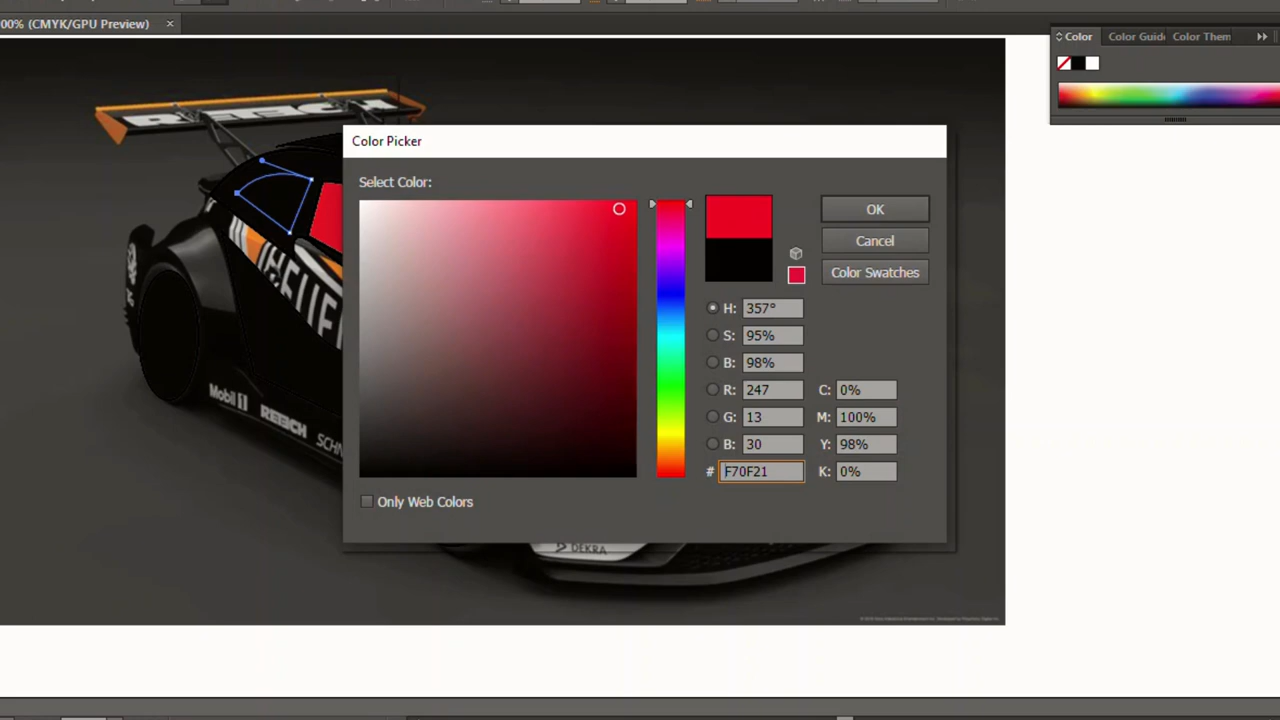 00% (CMYK/GPU Preview) ×
Color Color Guid Color Them
REECH
Color Picker
Select Color:
OK
Cancel
Color Swatches
H: 357°
S: 95%
B: 98%
R: 247 C: 0%
G: 13 M: 100%
B: 30 Y: 98%
# F70F21 K: 0%
Only Web Colors
Mobil 1
REECH
SCHN
DEKRA